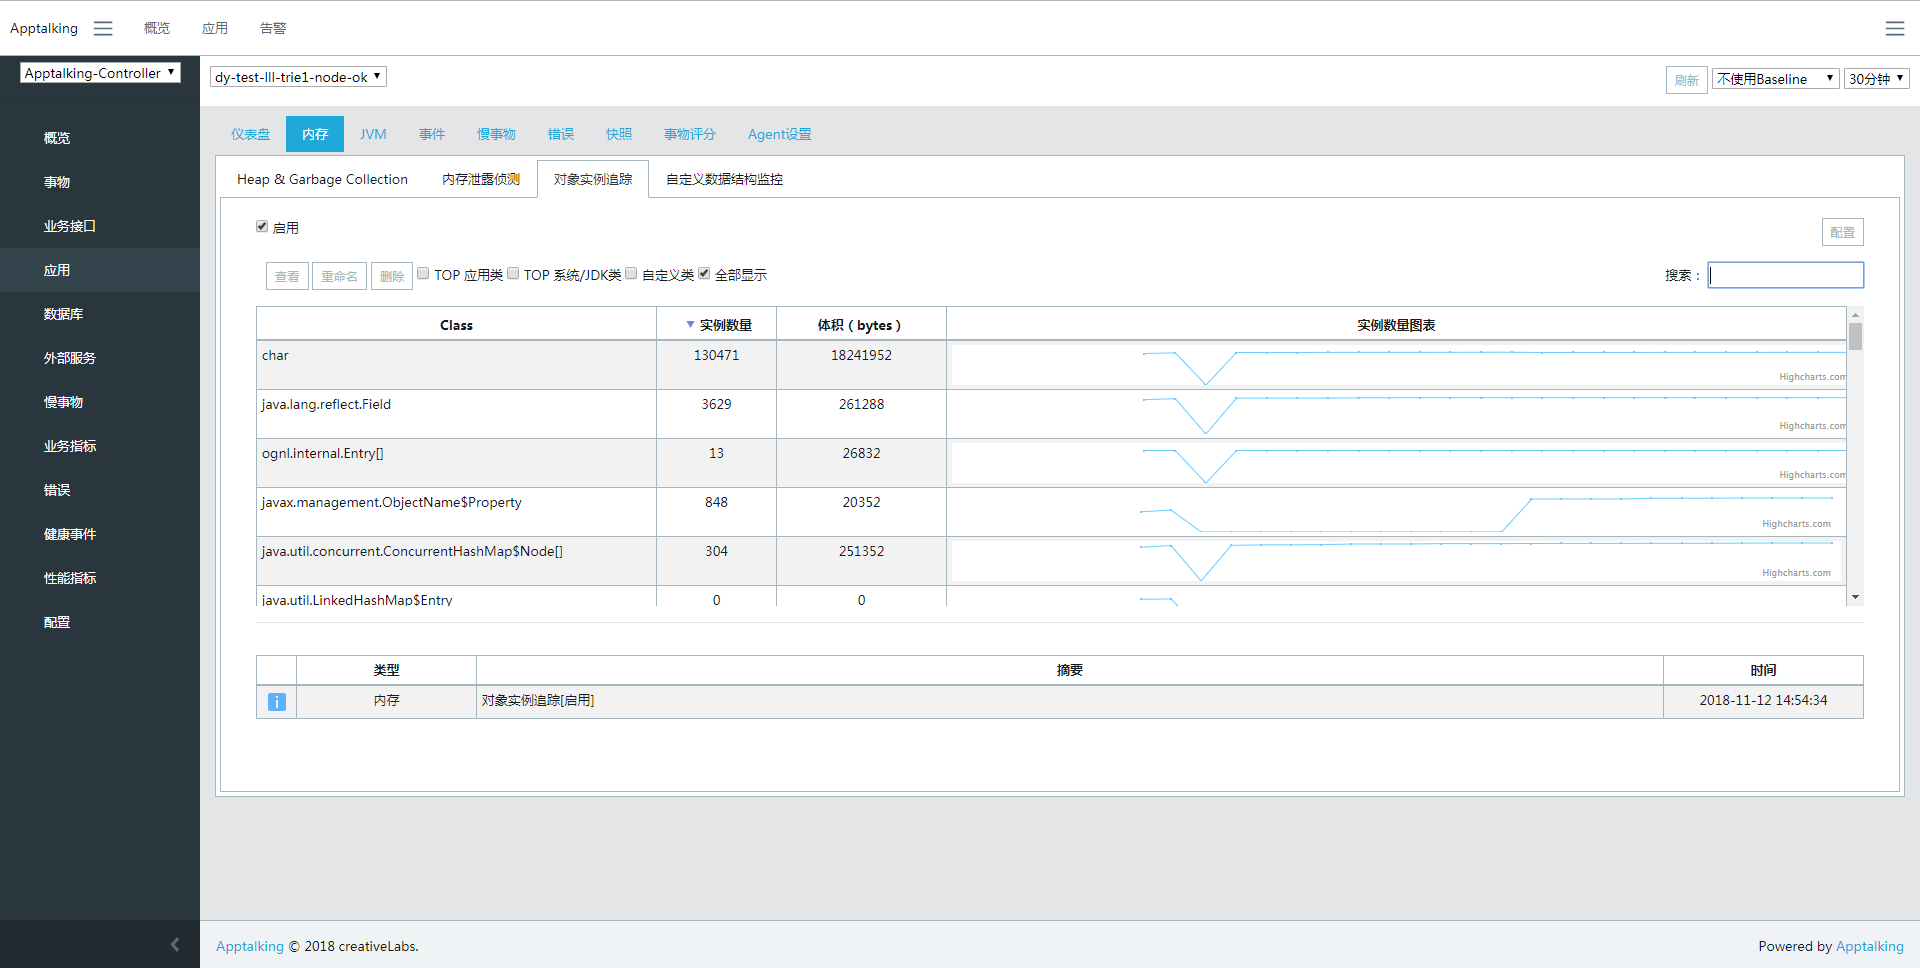 Apptalking 概览 应用 告警
Apptalking-Controller
dy-test-lll-trie1-node-ok
刷新 不使用Baseline 30分钟
概览
事物
业务接口
应用
数据库
外部服务
慢事物
业务指标
错误
健康事件
性能指标
配置
仪表盘 内存 JVM 事件 慢事物 错误 快照 事物评分 Agent设置
Heap & Garbage Collection 内存泄露侦测 对象实例追踪 自定义数据结构监控
启用 配置
查看 重命名 删除 TOP 应用类 TOP 系统/JDK类 自定义类 全部显示 搜索：
Class 实例数量 体积（bytes） 实例数量图表
char 130471 18241952
Highcharts.com
java.lang.reflect.Field 3629 261288
Highcharts.com
ognl.internal.Entry[] 13 26832
Highcharts.com
javax.management.ObjectName$Property 848 20352
Highcharts.com
java.util.concurrent.ConcurrentHashMap$Node[] 304 251352
Highcharts.com
java.util.LinkedHashMap$Entry 0 0
类型 摘要 时间
内存 对象实例追踪[启用] 2018-11-12 14:54:34
Apptalking © 2018 creativeLabs. Powered by Apptalking